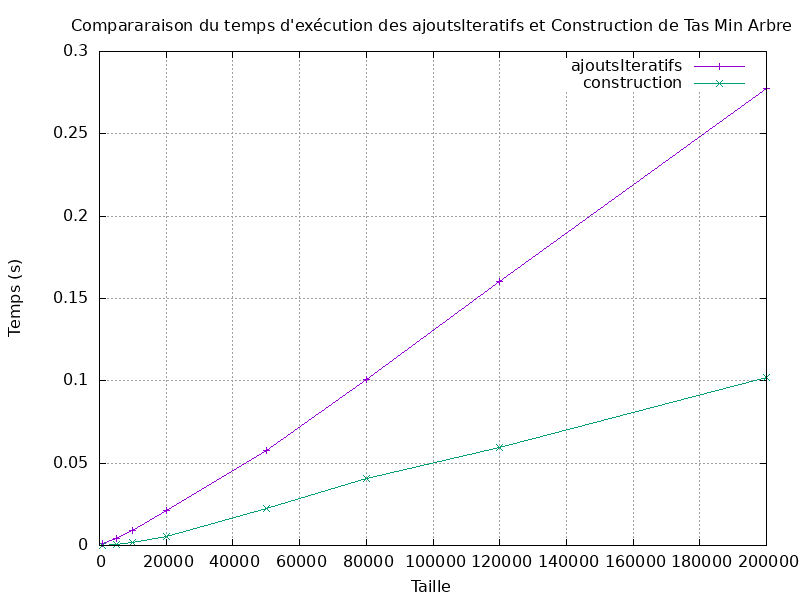 Compararaison du temps d'exécution des ajoutsIteratifs et Construction de Tas Min Arbre
0.3
ajoutsIteratifs
construction
0.25
0.2
0.15
0.1
0.05
0
Temps (s)
0 20000 40000 60000 80000 100000 120000 140000 160000 180000 200000
Taille